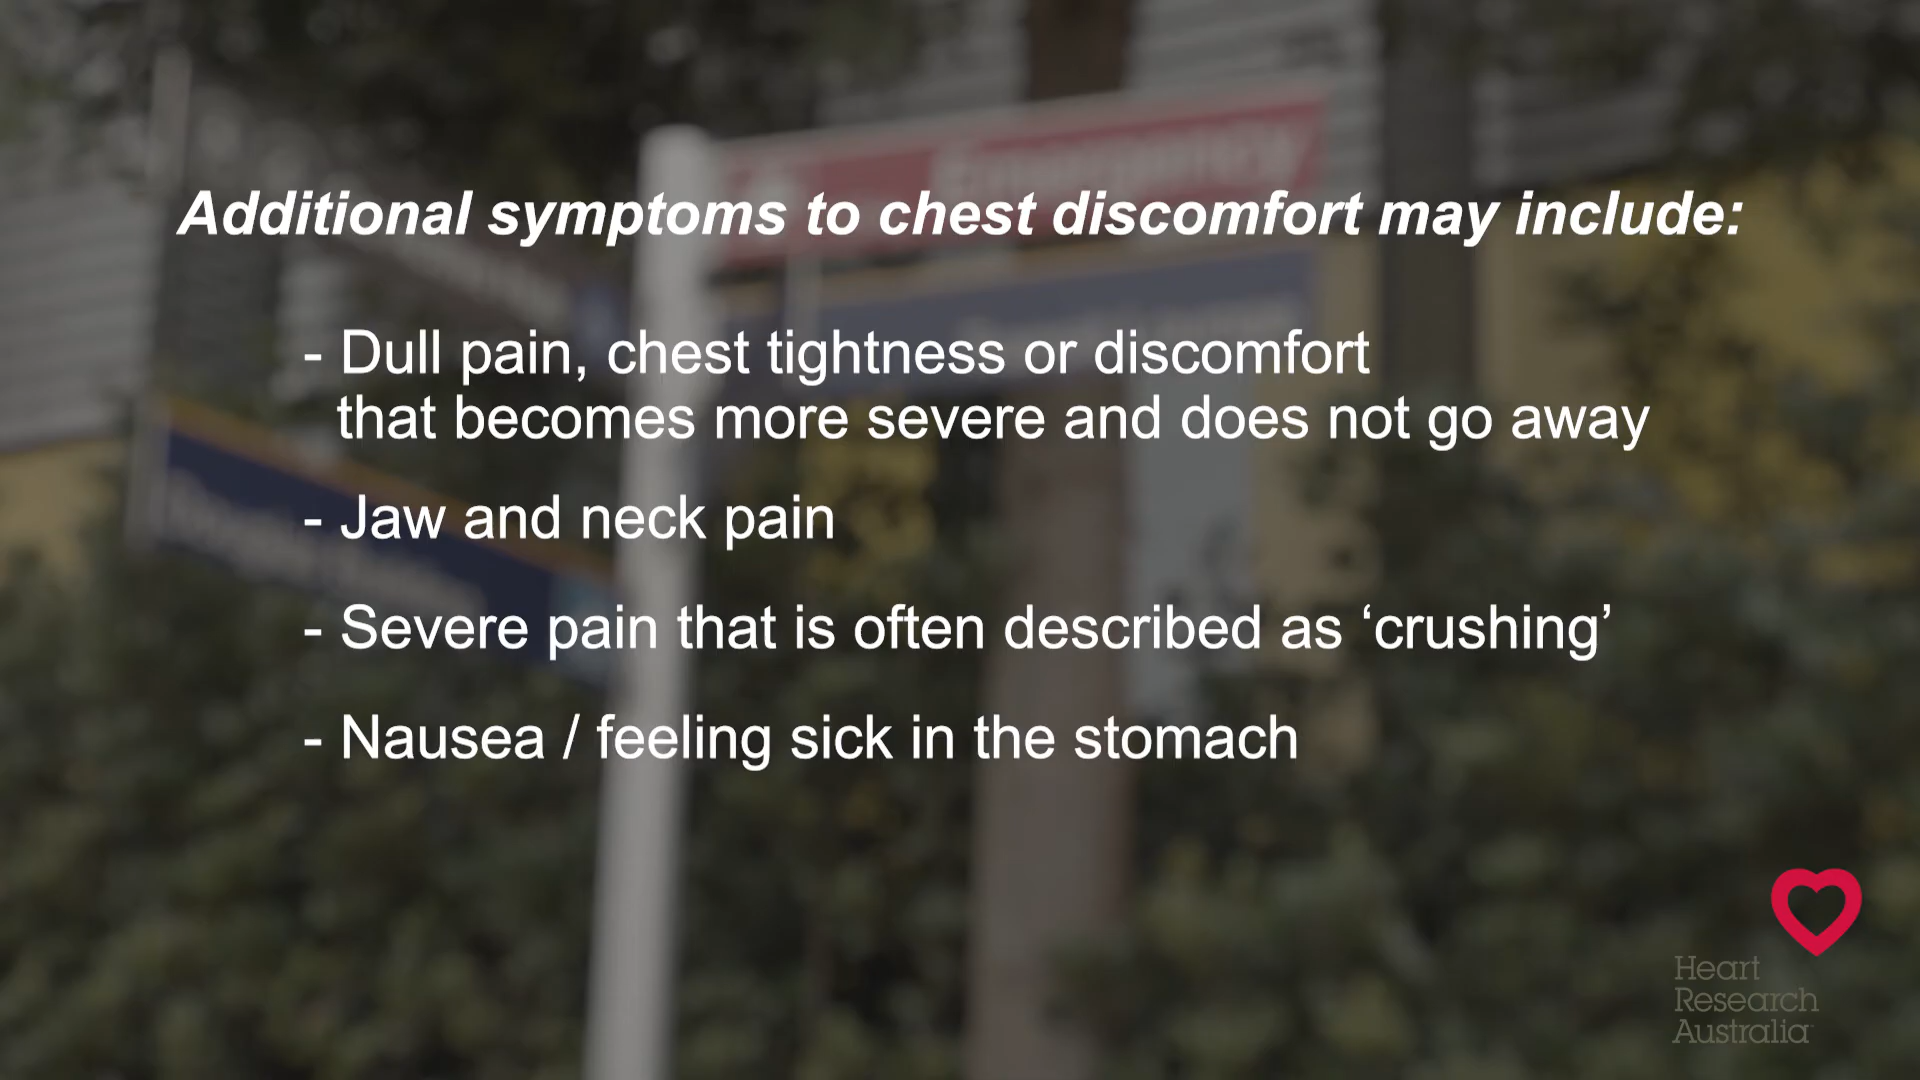 Emergency
Additional symptoms to chest discomfort may include:
- Dull pain, chest tightness or discomfort
that becomes more severe and does not go away
- Jaw and neck pain
- Severe pain that is often described as ‘crushing’
- Nausea / feeling sick in the stomach
Heart
Research
Australia